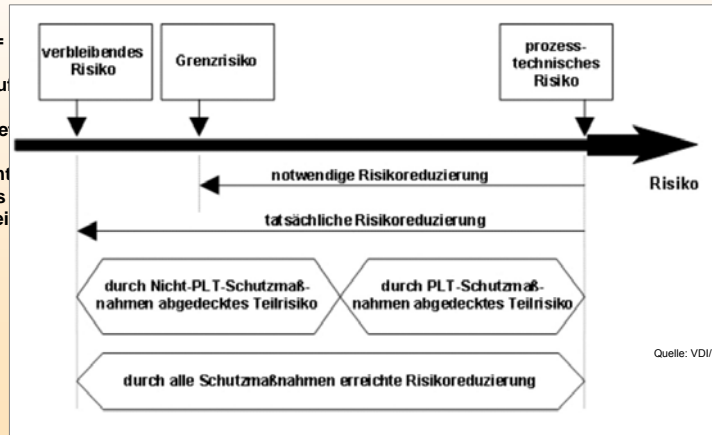 verbleibendes
Risiko
Grenzrisiko
prozess-
technisches
Risiko
notwendige Risikoreduzierung
Risiko
tatsächliche Risikoreduzierung
durch Nicht-PLT-Schutzmaß-
nahmen abgedecktes Teilrisiko
durch PLT-Schutzmaß-
nahmen abgedecktes Teilrisiko
Quelle: VDI/
durch alle Schutzmaßnahmen erreichte Risikoreduzierung